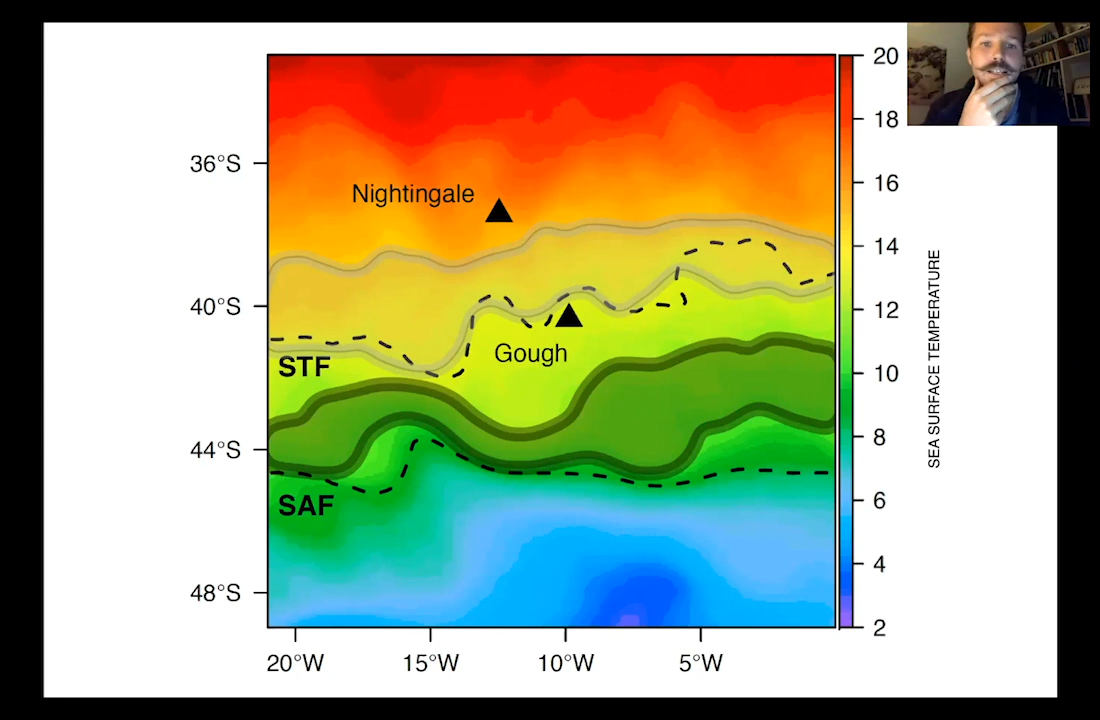 20
18
36°S
Nightingale
16
14
40°S
12
Gough
STF
10
SEA SURFACE TEMPERATURE
44°S
8
SAF
6
4
48°S
2
20°W
15°W
10°W
5°W